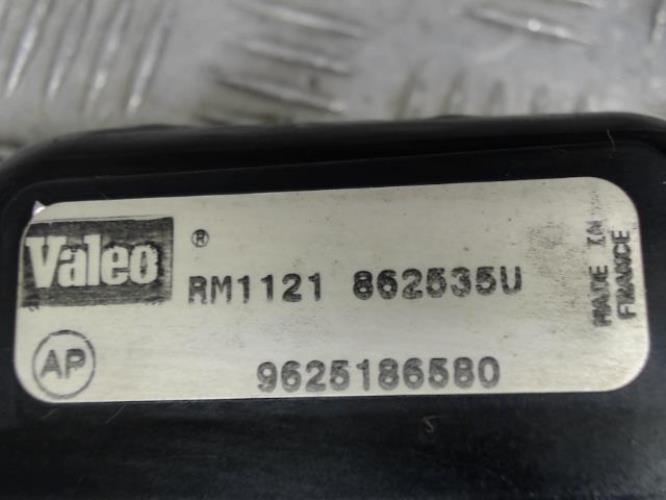 Valeo ®
RM1121 862535U
AP
9625186580
MADE IN
FRANCE